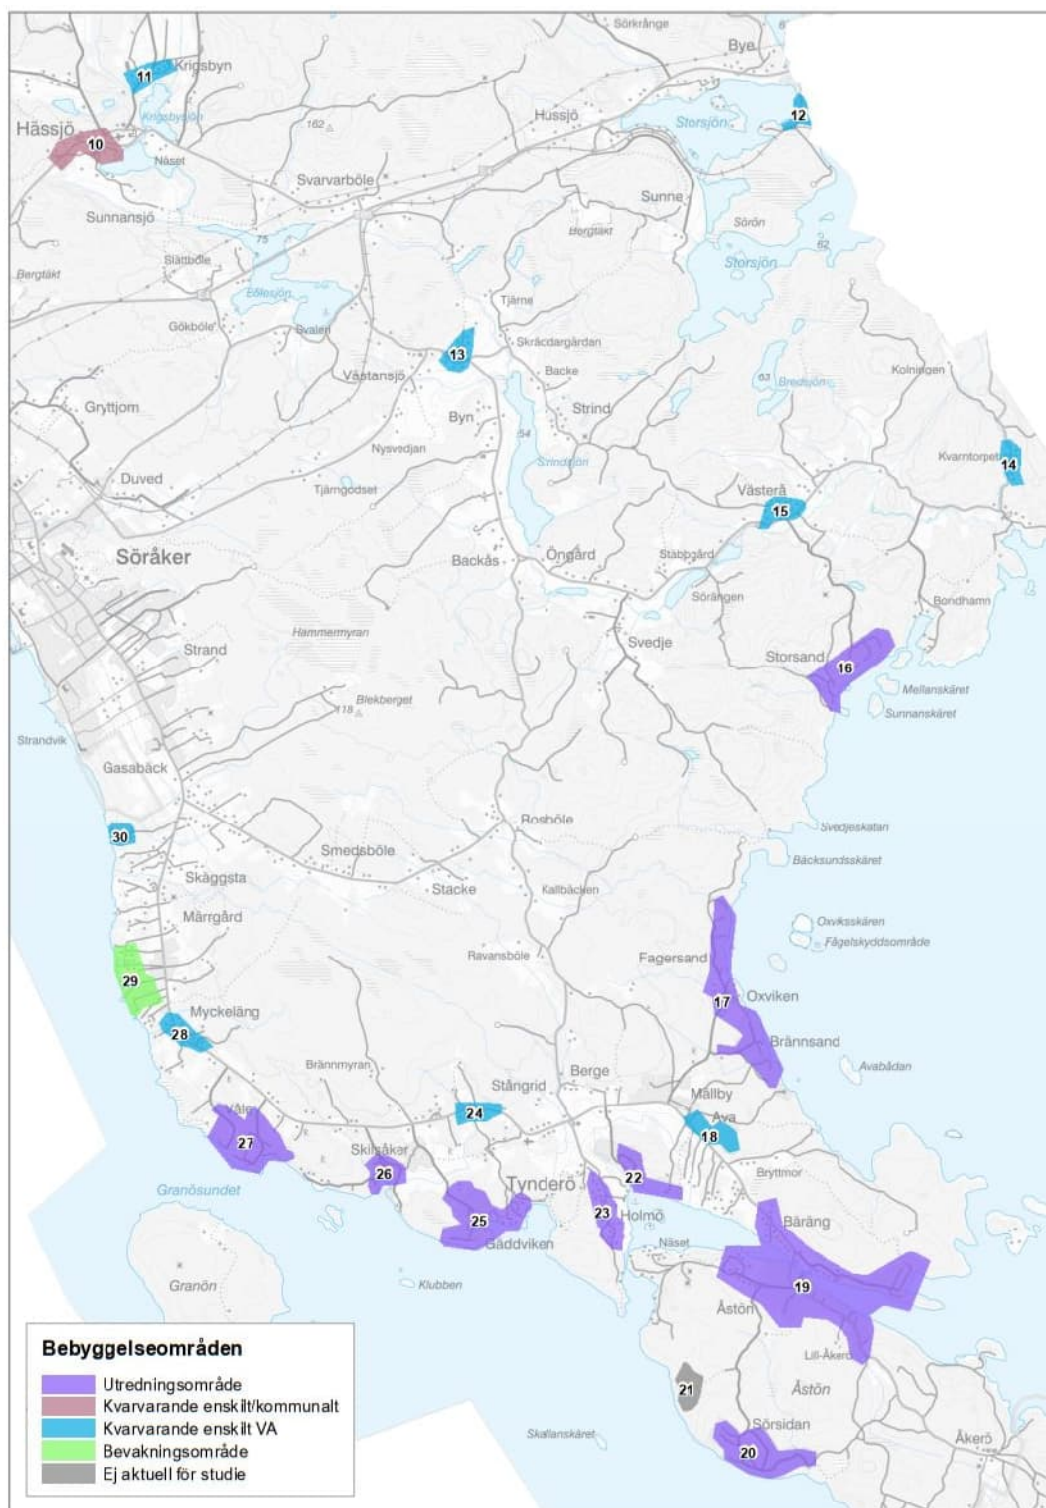 Sörkrånge
Bye
11
Krigsbyn
Krigsbysjön
Hässjö
10
Näset
162
Hussjö
Storsjön
12
Svarvarböle
Sunne
Sunnansjö
Bergtäkt
Sörön
62
75
Slättböle
Storsjön
Bergtäkt
Gökböle
Svaleri
Tjärne
Skräddargården
13
Västansjö
Backe
Kolningen
63
Bredsjön
Gryttjom
Byn
Strind
54
Nysvedjan
Strindsjön
Kvarntorpet
14
Duved
Tjärngodset
Västerå
15
Söråker
Backås
Öngård
Stabbgård
Sörängen
Bondhamn
Hammermyran
Strand
Svedje
Storsand
16
Mellanskäret
Sunnanskäret
Blekberget
118
Strandvik
Gasabäck
30
Rosböle
Svedjeskatan
Smedsböle
Bäcksundsskäret
Skäggsta
Stacke
Kallbäcken
Märrgård
Oxviksskären
Fågelskyddsområde
Ravansböle
Fagersand
29
17
Oxviken
Myckeläng
28
Brännsand
Brännmyran
Berge
Avabådan
Stångrid
Mällby
24
Ava
18
Våle
27
Skilsåker
26
22
Bryttmor
Tynderö
Granösundet
25
23
Holmö
Bäräng
Gäddviken
Näset
Granön
Klubben
19
Åstön
Lill-Åkerö
21
Åstön
Sörsidan
Skallanskäret
20
Åkerö
Bebyggelseområden
Utredningsområde
Kvarvarande enskilt/kommunalt
Kvarvarande enskilt VA
Bevakningsområde
Ej aktuell för studie